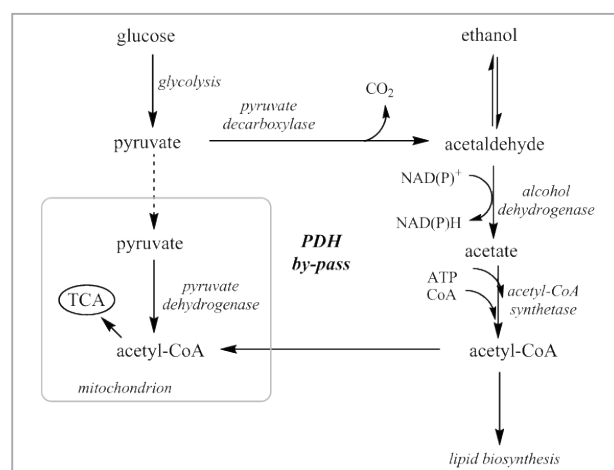 glucose
ethanol
glycolysis
CO2
pyruvate
decarboxylase
pyruvate
acetaldehyde
NAD(P)+
alcohol
dehydrogenase
NAD(P)H
pyruvate
PDH
by-pass
acetate
ATP
CoA
acetyl-CoA
synthetase
pyruvate
dehydrogenase
TCA
acetyl-CoA
acetyl-CoA
mitochondrion
lipid biosynthesis